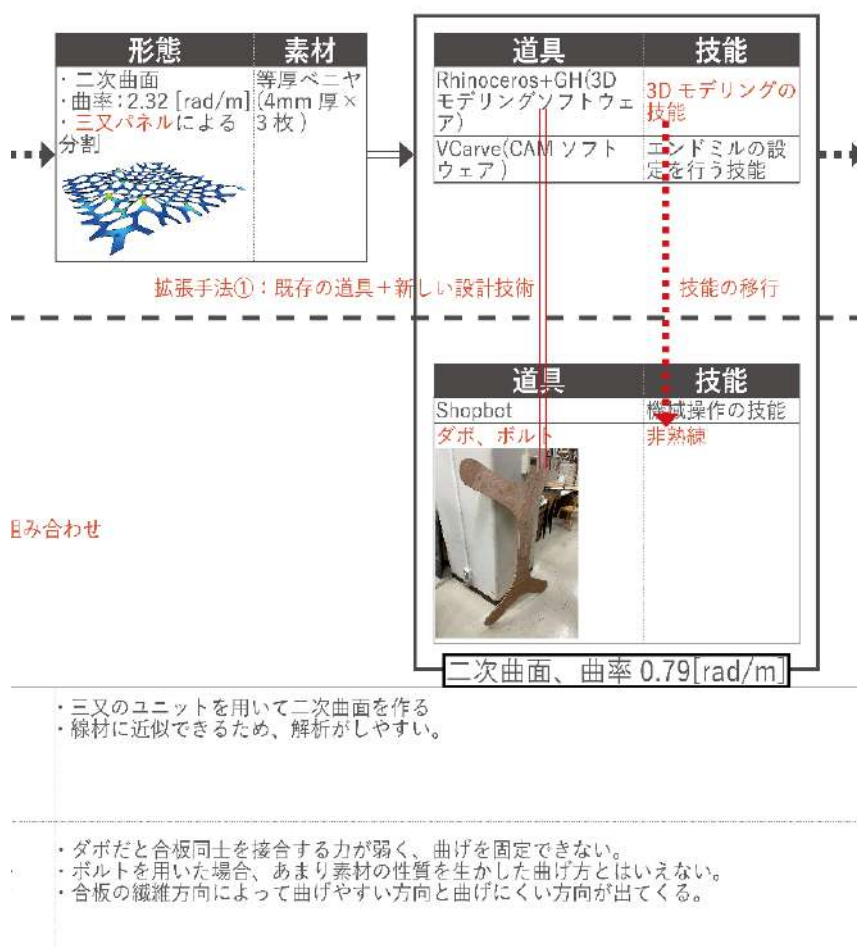 形態 素材
・二次曲面
・曲率：2.32 [rad/m]
・三又パネルによる
分割
等厚ベニヤ
(4mm 厚×
3 枚 )
道具 技能
Rhinoceros+GH(3D
モデリングソフトウェ
ア)
3D モデリングの
技能
VCarve(CAM ソフト
ウェア )
エンドミルの設
定を行う技能
拡張手法①：既存の道具＋新しい設計技術
技能の移行
道具 技能
Shopbot 機械操作の技能
ダボ、ボルト 非熟練
組み合わせ
二次曲面、曲率 0.79[rad/m]
・三又のユニットを用いて二次曲面を作る
・線材に近似できるため、解析がしやすい。
・ダボだと合板同士を接合する力が弱く、曲げを固定できない。
・ボルトを用いた場合、あまり素材の性質を生かした曲げ方とはいえない。
・合板の繊維方向によって曲げやすい方向と曲げにくい方向が出てくる。